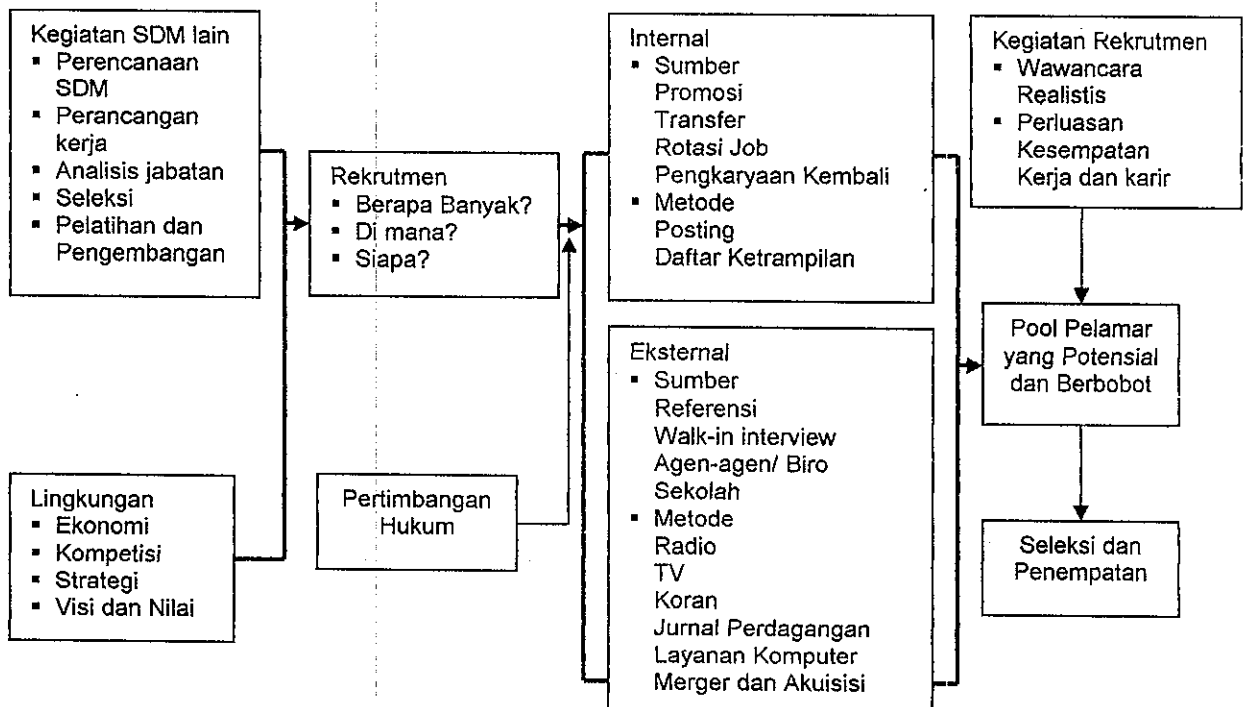 Kegiatan SDM lain
▪ Perencanaan
SDM
▪ Perancangan
kerja
▪ Analisis jabatan
▪ Seleksi
▪ Pelatihan dan
Pengembangan
Lingkungan
▪ Ekonomi
▪ Kompetisi
▪ Strategi
▪ Visi dan Nilai
Rekrutmen
▪ Berapa Banyak?
▪ Di mana?
▪ Siapa?
Pertimbangan
Hukum
Internal
▪ Sumber
Promosi
Transfer
Rotasi Job
Pengkaryaan Kembali
▪ Metode
Posting
Daftar Ketrampilan
Eksternal
▪ Sumber
Referensi
Walk-in interview
Agen-agen/ Biro
Sekolah
▪ Metode
Radio
TV
Koran
Jurnal Perdagangan
Layanan Komputer
Merger dan Akuisisi
Kegiatan Rekrutmen
▪ Wawancara
Realistis
▪ Perluasan
Kesempatan
Kerja dan karir
Pool Pelamar
yang Potensial
dan Berbobot
Seleksi dan
Penempatan